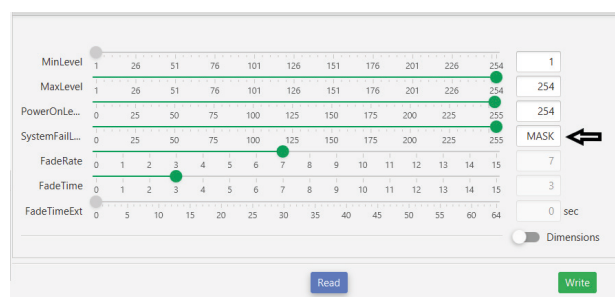 MinLevel 1 26 51 76 101 126 151 176 201 226 254 1
MaxLevel 1 26 51 76 101 126 151 176 201 226 254 254
PowerOnLe... 0 25 50 75 100 125 150 175 200 225 255 254
SystemFailL... 0 25 50 75 100 125 150 175 200 225 255 MASK
FadeRate 0 1 2 3 4 5 6 7 8 9 10 11 12 13 14 15 7
FadeTime 0 1 2 3 4 5 6 7 8 9 10 11 12 13 14 15 3
FadeTimeExt 0 5 10 15 20 25 30 35 40 45 50 55 60 64 0 sec
Dimensions
Read Write